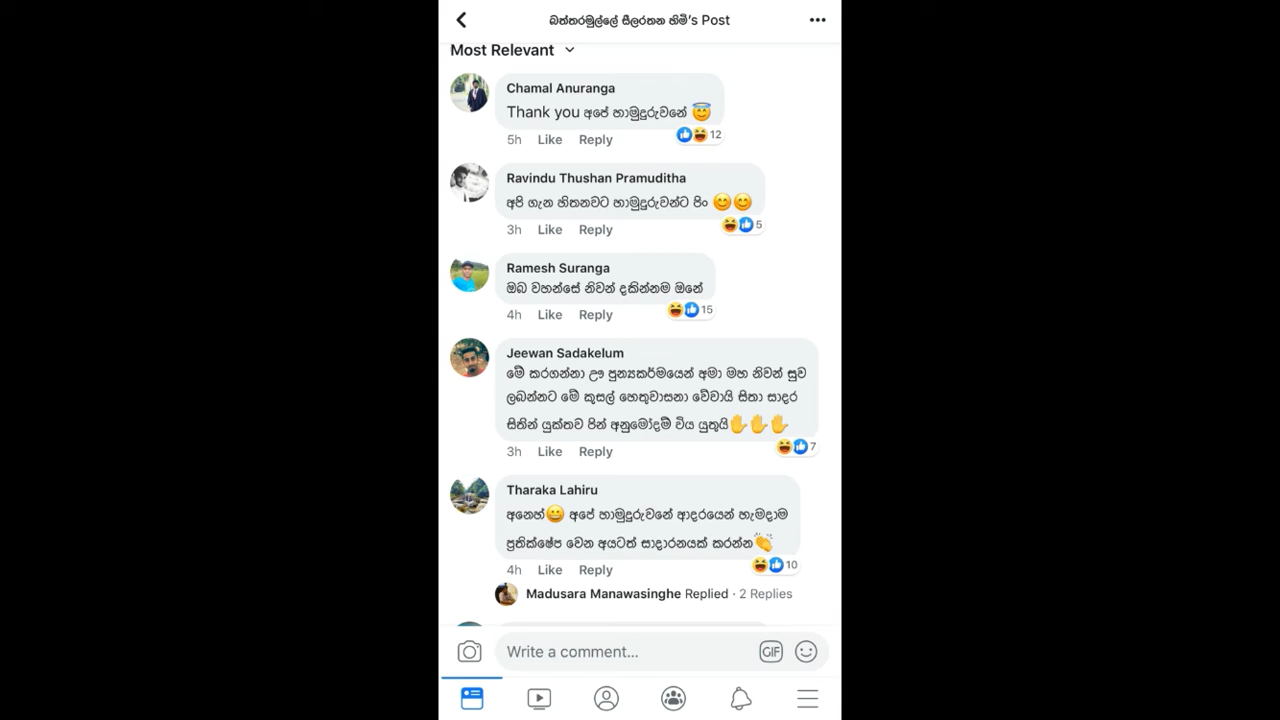 බත්තරමුල්ලේ සීලරතන හිමි's Post
Most Relevant
Chamal Anuranga
Thank you අපේ හාමුදුරුවනේ 😇
5h Like Reply 12
Ravindu Thushan Pramuditha
අපි ගැන හිතනවට හාමුදුරුවන්ට පිං 😊😊
3h Like Reply 5
Ramesh Suranga
ඔබ වහන්සේ නිවන් දකින්නම ඔනේ
4h Like Reply 15
Jeewan Sadakelum
මේ කරගන්නා ඌ පුන්‍යකර්මයෙන් අමා මහ නිවන් සුව
ලබන්නට මේ කුසල් හෙතුවාසනා වේවායි සිතා සාදර
සිතින් යුක්තව පින් අනුමෝදම් විය යුතුයි✋✋✋
3h Like Reply 7
Tharaka Lahiru
අනෙහ්😀 අපේ හාමුදුරුවනේ ආදරයෙන් හැමදාම
ප්‍රතික්ෂේප වෙන අයටත් සාදාරනයක් කරන්න👏
4h Like Reply 10
Madusara Manawasinghe Replied · 2 Replies
Write a comment...
GIF